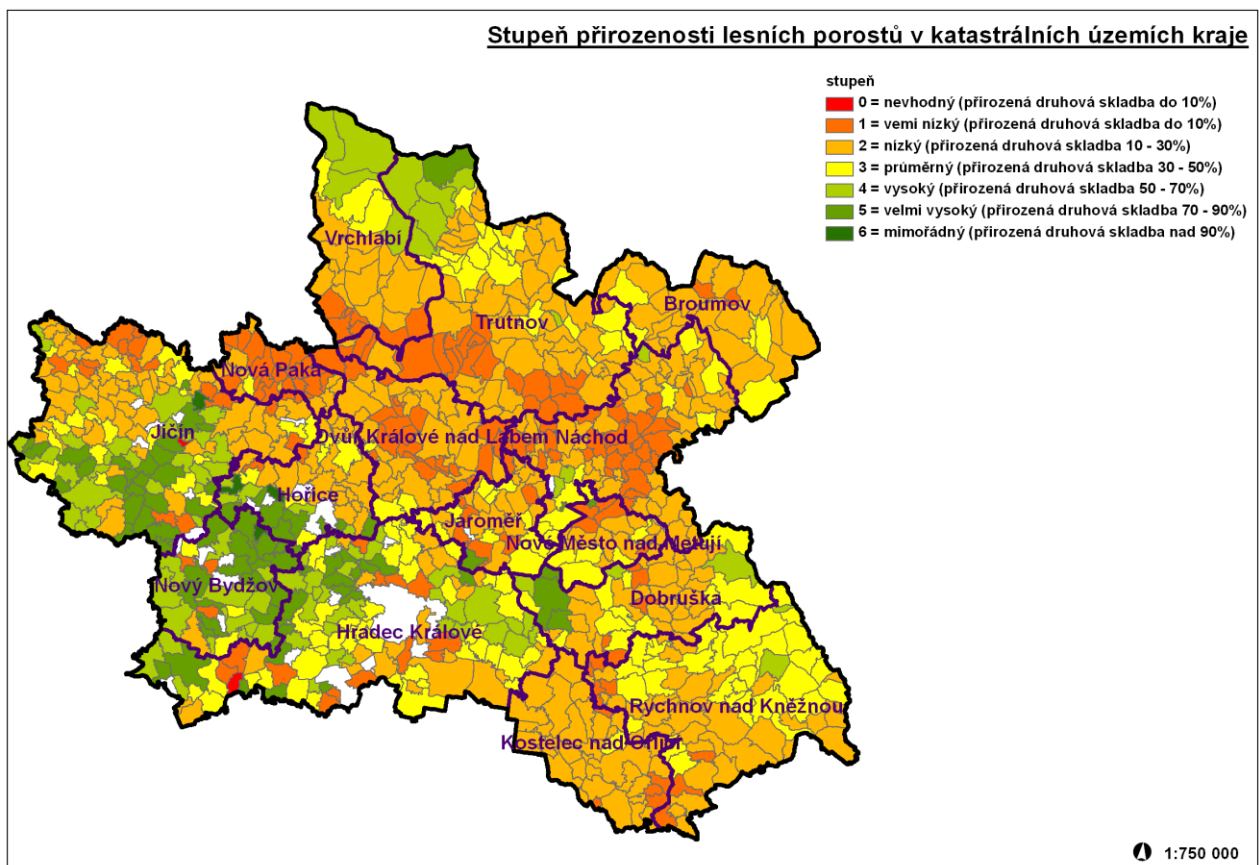 Stupeň přirozenosti lesních porostů v katastrálních územích kraje
stupeň
0 = nevhodný (přirozená druhová skladba do 10%)
1 = vemi nízký (přirozená druhová skladba do 10%)
2 = nízký (přirozená druhová skladba 10 - 30%)
3 = průměrný (přirozená druhová skladba 30 - 50%)
4 = vysoký (přirozená druhová skladba 50 - 70%)
5 = velmi vysoký (přirozená druhová skladba 70 - 90%)
6 = mimořádný (přirozená druhová skladba nad 90%)
Vrchlabí
Broumov
Trutnov
Nová Paka
Jičín
Dvůr Králové nad Labem
Náchod
Hořice
Jaroměř
Nové Město nad Metují
Nový Bydžov
Dobruška
Hradec Králové
Rychnov nad Kněžnou
Kostelec nad Orlicí
1:750 000